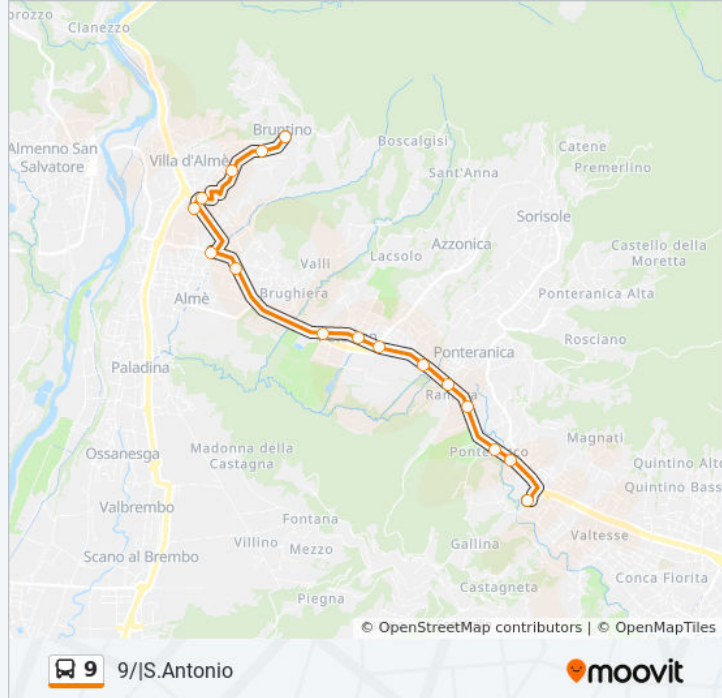 Clanezzo
Almenno San
Salvatore
Bruntino
Villa d'Almè
Boscalgisi
Catene
Premerlino
Sant'Anna
Sorisole
Azzonica
Castello della
Moretta
Valli
Lacsolo
Almè
Brughiera
Ponteranica Alta
Rosciano
Paladina
Ponteranica
Madonna della
Castagna
Magnati
Ossanesga
Quintino Alto
Quintino Bass
Valbrembo
Fontana
Villino
Mezzo
Gallina
Valtesse
Scano al Brembo
Conca Fiorita
Castagneta
Piegna
© OpenStreetMap contributors | © OpenMapTiles
9
9/|S.Antonio
moovit